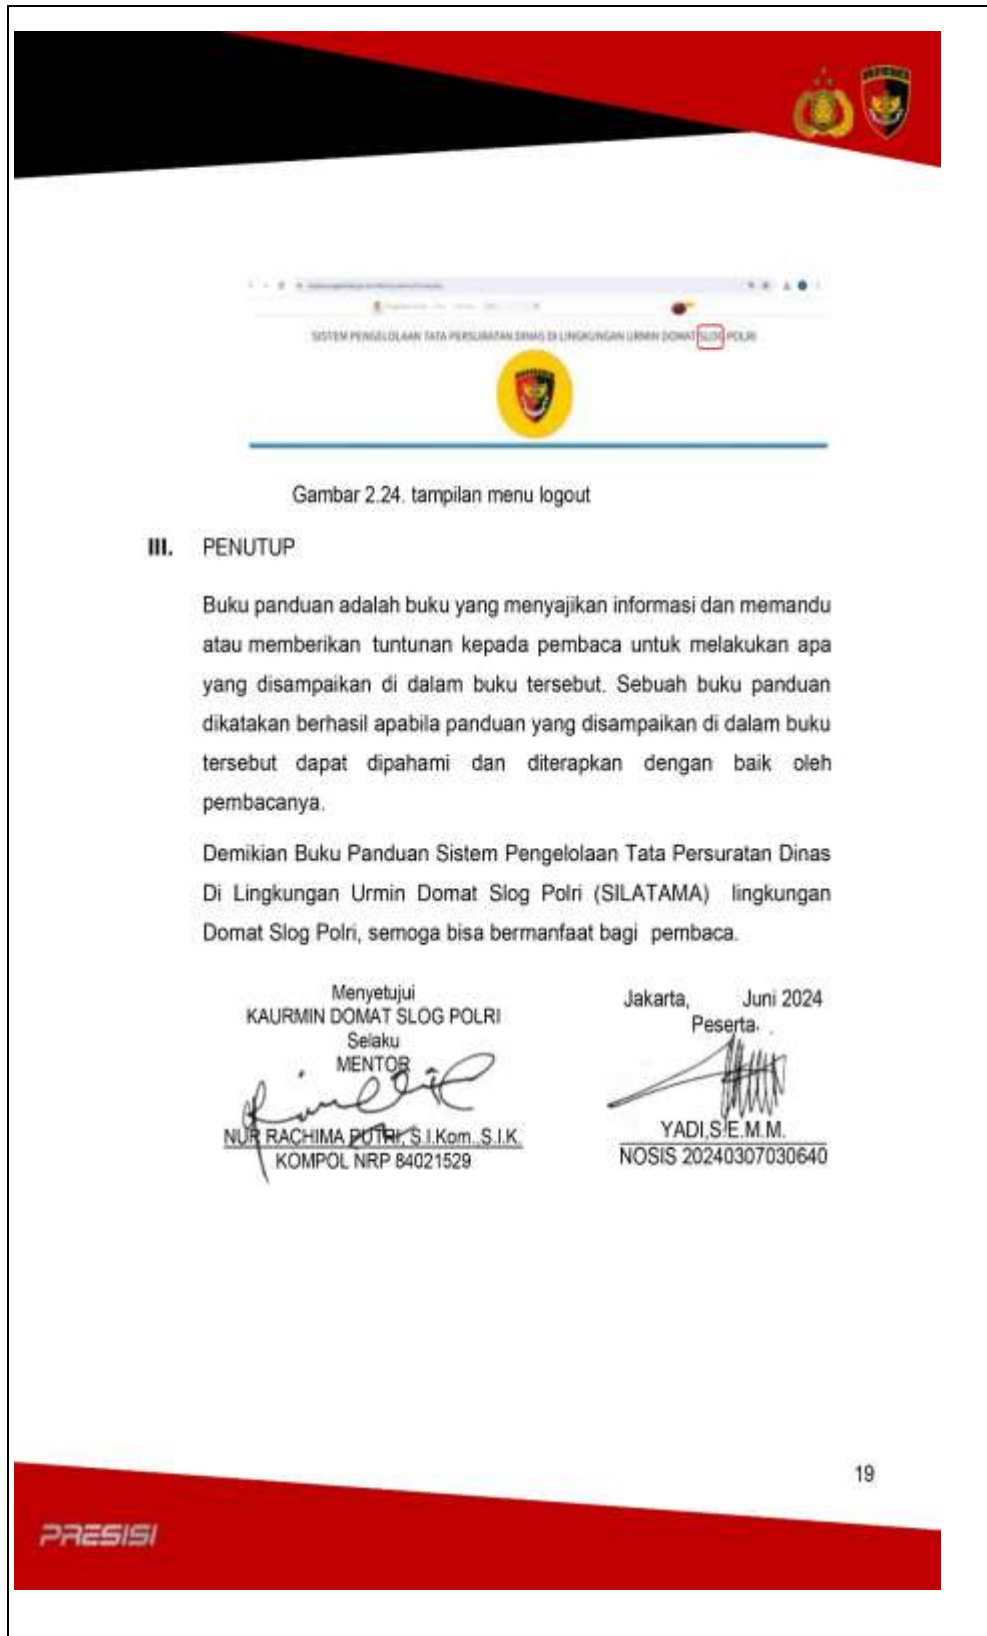 SISTEM PENGELOLAAN TATA PERSURATAN DINAS DI LINGKUNGAN URMIN DOMAT SLOG POLRI
Gambar 2.24. tampilan menu logout
III. PENUTUP
Buku panduan adalah buku yang menyajikan informasi dan memandu
atau memberikan tuntunan kepada pembaca untuk melakukan apa
yang disampaikan di dalam buku tersebut. Sebuah buku panduan
dikatakan berhasil apabila panduan yang disampaikan di dalam buku
tersebut dapat dipahami dan diterapkan dengan baik oleh
pembacanya.
Demikian Buku Panduan Sistem Pengelolaan Tata Persuratan Dinas
Di Lingkungan Urmin Domat Slog Polri (SILATAMA) lingkungan
Domat Slog Polri, semoga bisa bermanfaat bagi pembaca.
Menyetujui
KAURMIN DOMAT SLOG POLRI
Selaku
MENTOR
NUR RACHIMA PUTRI, S.I.Kom.,S.I.K.
KOMPOL NRP 84021529
Jakarta, Juni 2024
Peserta
YADI,S.E.M.M.
NOSIS 20240307030640
19
PRESISI